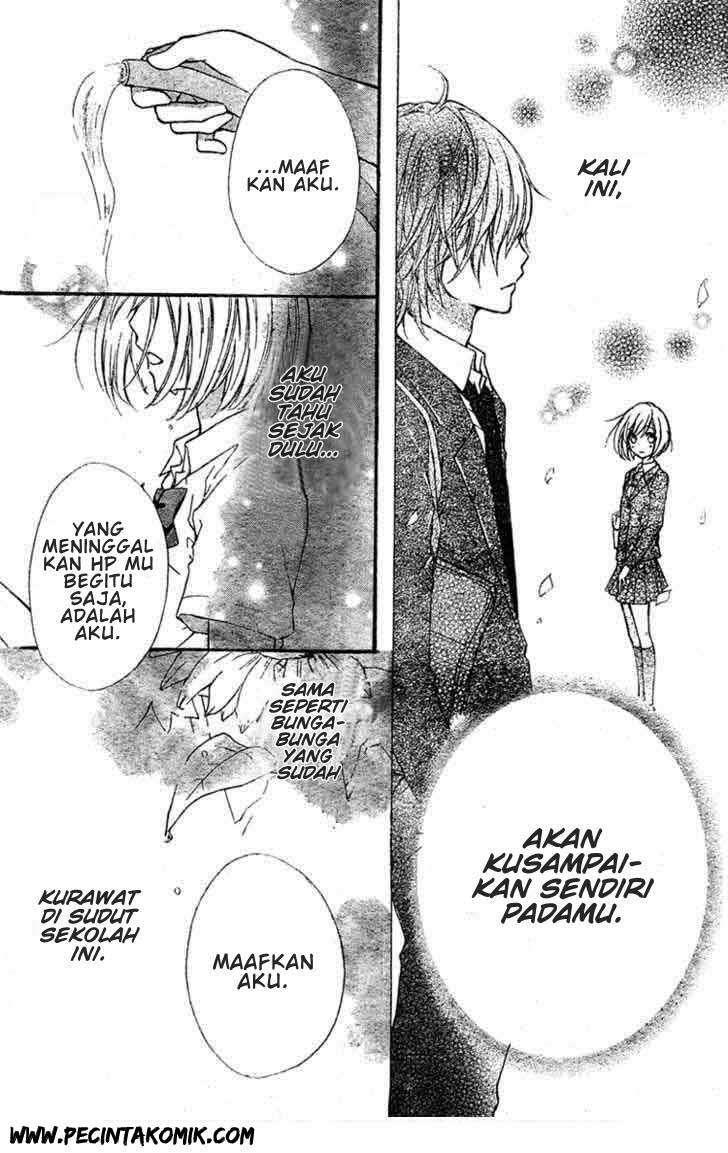 KALI
INI,
AKAN
KUSAMPAI-
KAN SENDIRI
PADAMU.
...MAAF
KAN AKU.
AKU
SUDAH
TAHU
SEJAK
DULU...
YANG
MENINGGAL
KAN HP MU
BEGITU
SAJA,
ADALAH
AKU.
SAMA
SEPERTI
BUNGA-
BUNGA
YANG
SUDAH
KURAWAT
DI SUDUT
SEKOLAH
INI.
MAAFKAN
AKU.
WWW.PECINTAKOMIK.COM